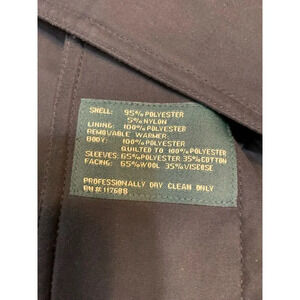 SHELL: 95% POLYESTER
5% NYLON
LINING: 100% POLYESTER
REMOVABLE WARMER:
BODY: 100% POLYESTER
QUILTED TO 100% POLYESTER
SLEEVES: 65% POLYESTER 35% COTTON
FACING: 65% WOOL 35% VISCOSE
PROFESSIONALLY DRY CLEAN ONLY
RN# 117688